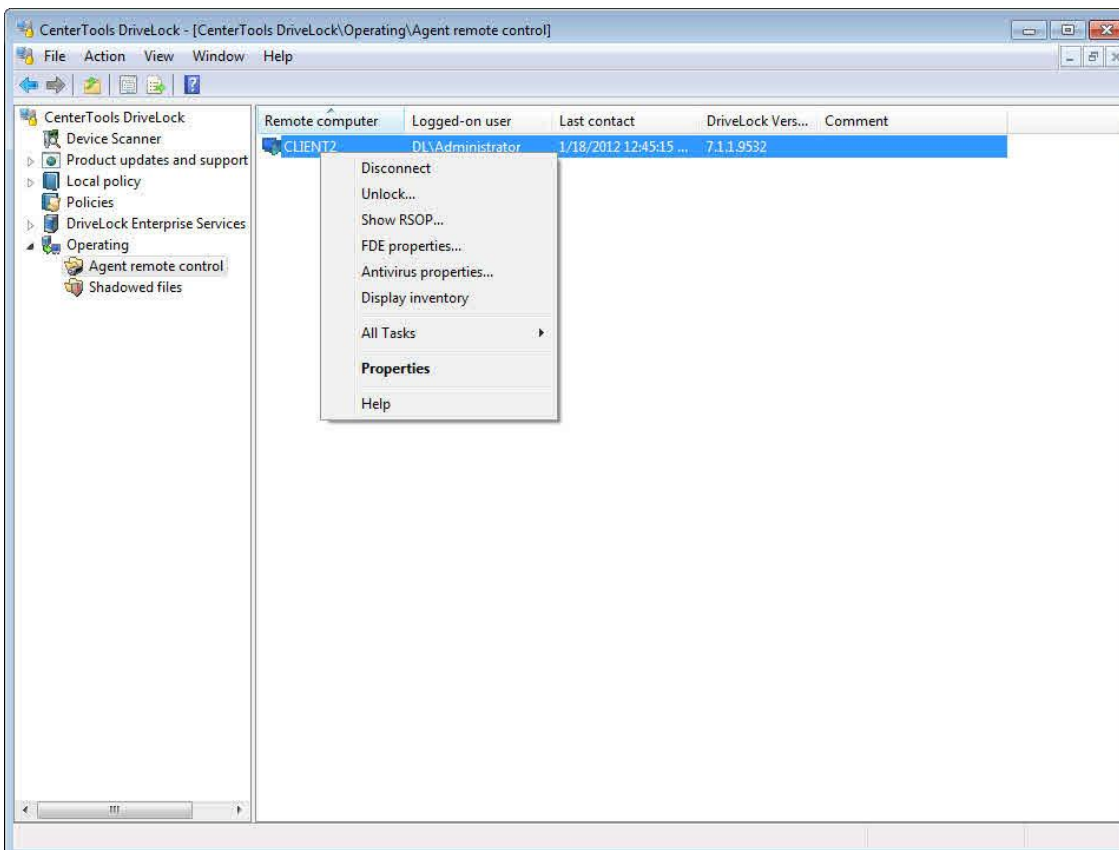 CenterTools DriveLock - [CenterTools DriveLock\Operating\Agent remote control]
File Action View Window Help
CenterTools DriveLock
Device Scanner
Product updates and support
Local policy
Policies
DriveLock Enterprise Services
Operating
Agent remote control
Shadowed files
Remote computer Logged-on user Last contact DriveLock Vers... Comment
CLIENT2 DL\Administrator 1/18/2012 12:45:15 ... 7.1.1.9532
Disconnect
Unlock...
Show RSOP...
FDE properties...
Antivirus properties...
Display inventory
All Tasks
Properties
Help